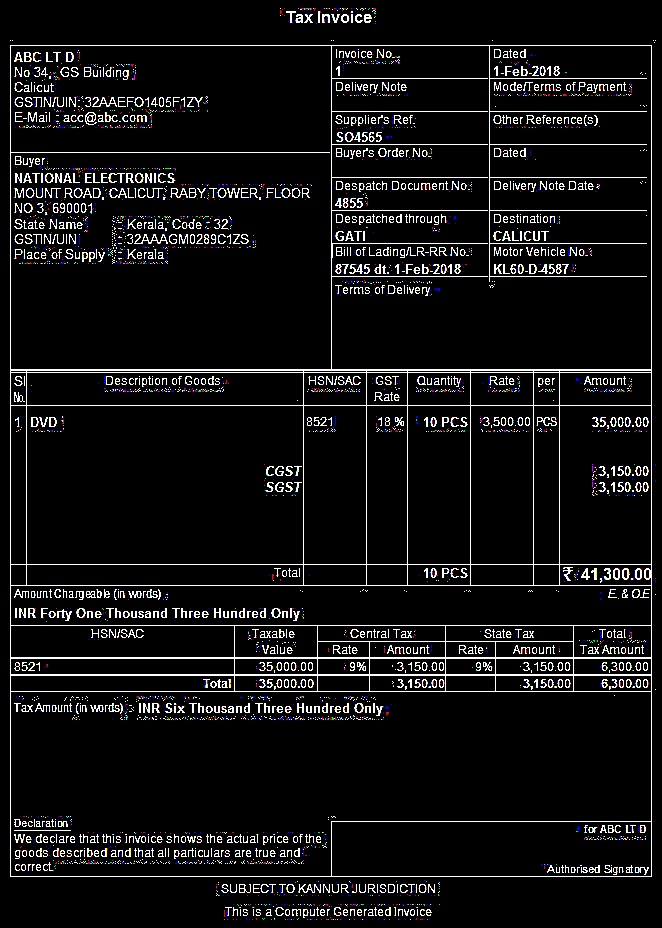 Tax Invoice
ABC LT D
No 34, GS Building
Calicut
GSTIN/UIN: 32AAEFO1405F1ZY
E-Mail : acc@abc.com
Invoice No.
1
Dated
1-Feb-2018
Delivery Note
Mode/Terms of Payment
Supplier's Ref.
SO4565
Other Reference(s)
Buyer
NATIONAL ELECTRONICS
MOUNT ROAD, CALICUT, RABY TOWER, FLOOR
NO 3, 690001
State Name : Kerala, Code : 32
GSTIN/UIN : 32AAAGM0289C1ZS
Place of Supply : Kerala
Buyer's Order No.
Dated
Despatch Document No.
4855
Delivery Note Date
Despatched through
GATI
Destination
CALICUT
Bill of Lading/LR-RR No.
87545 dt. 1-Feb-2018
Motor Vehicle No.
KL60-D-4587
Terms of Delivery
Sl No. Description of Goods HSN/SAC GST Rate Quantity Rate per Amount
1 DVD 8521 18 % 10 PCS 3,500.00 PCS 35,000.00
CGST 3,150.00
SGST 3,150.00
Total 10 PCS ₹ 41,300.00
Amount Chargeable (in words) E. & O.E
INR Forty One Thousand Three Hundred Only
HSN/SAC Taxable Value Central Tax State Tax Total Tax Amount
Rate Amount Rate Amount
8521 35,000.00 9% 3,150.00 9% 3,150.00 6,300.00
Total 35,000.00 3,150.00 3,150.00 6,300.00
Tax Amount (in words) : INR Six Thousand Three Hundred Only
Declaration
We declare that this invoice shows the actual price of the
goods described and that all particulars are true and
correct.
for ABC LT D
Authorised Signatory
SUBJECT TO KANNUR JURISDICTION
This is a Computer Generated Invoice